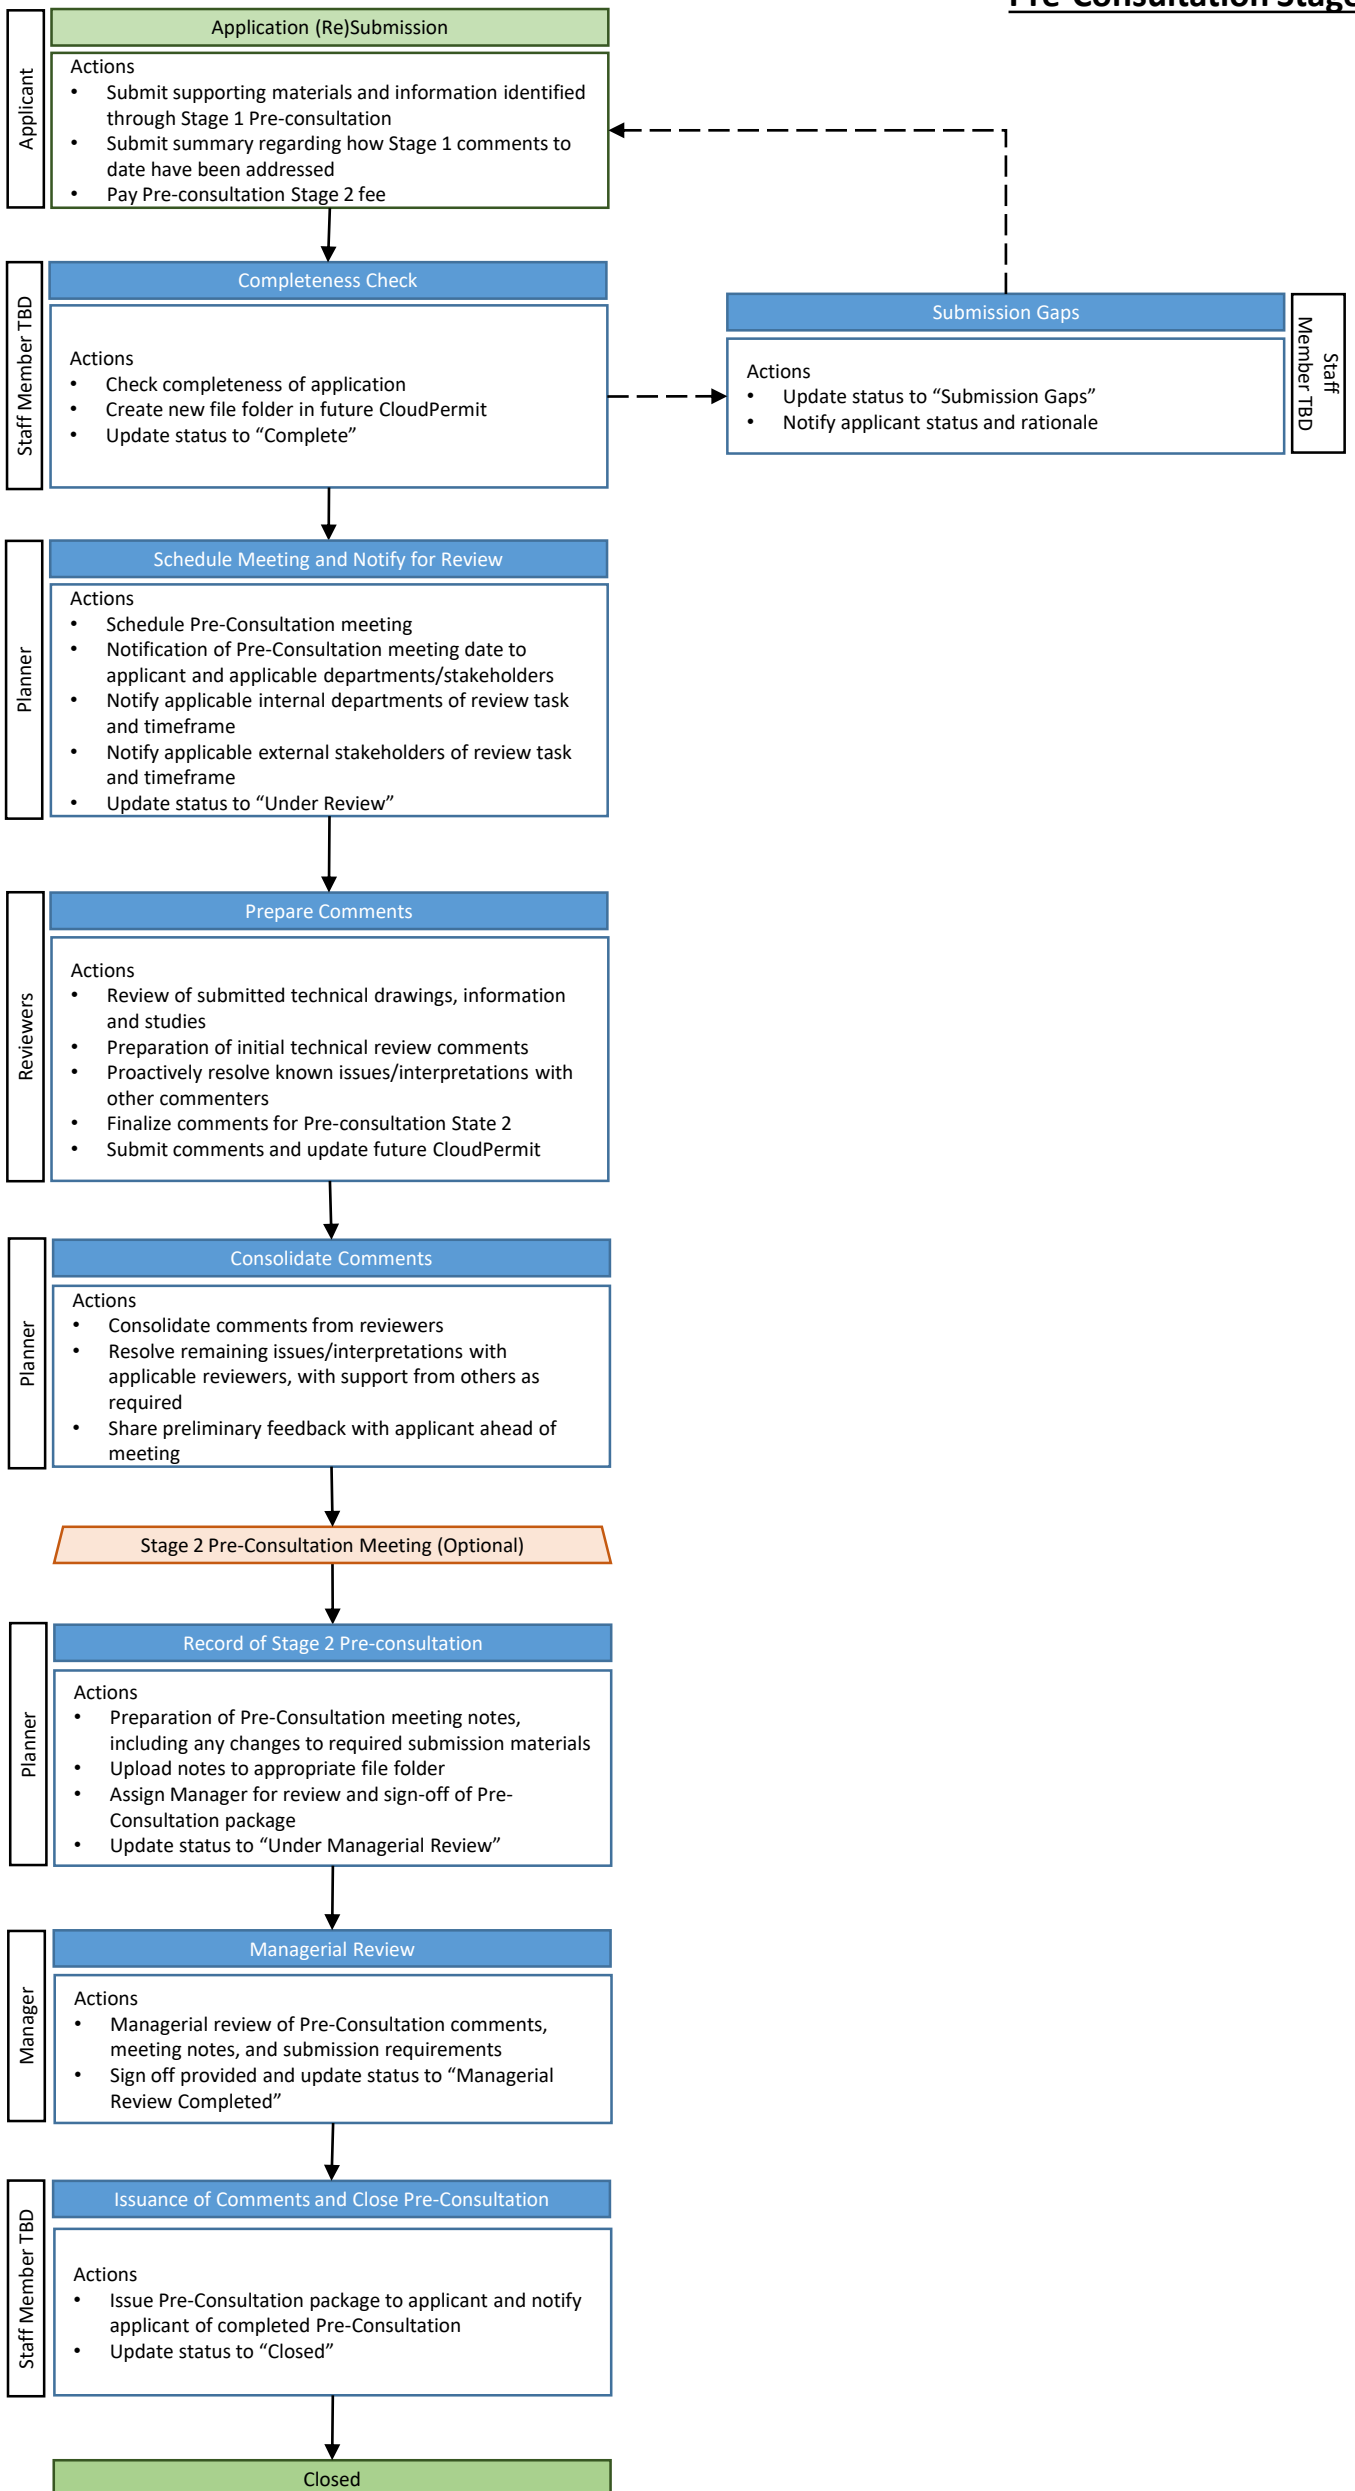 Pre-Consultation Stage
Application (Re)Submission
Applicant
Actions
• Submit supporting materials and information identified
through Stage 1 Pre-consultation
• Submit summary regarding how Stage 1 comments to
date have been addressed
• Pay Pre-consultation Stage 2 fee
Completeness Check
Staff Member TBD
Actions
• Check completeness of application
• Create new file folder in future CloudPermit
• Update status to “Complete”
Submission Gaps
Actions
• Update status to “Submission Gaps”
• Notify applicant status and rationale
Staff
Member TBD
Schedule Meeting and Notify for Review
Planner
Actions
• Schedule Pre-Consultation meeting
• Notification of Pre-Consultation meeting date to
applicant and applicable departments/stakeholders
• Notify applicable internal departments of review task
and timeframe
• Notify applicable external stakeholders of review task
and timeframe
• Update status to “Under Review”
Prepare Comments
Reviewers
Actions
• Review of submitted technical drawings, information
and studies
• Preparation of initial technical review comments
• Proactively resolve known issues/interpretations with
other commenters
• Finalize comments for Pre-consultation State 2
• Submit comments and update future CloudPermit
Consolidate Comments
Planner
Actions
• Consolidate comments from reviewers
• Resolve remaining issues/interpretations with
applicable reviewers, with support from others as
required
• Share preliminary feedback with applicant ahead of
meeting
Stage 2 Pre-Consultation Meeting (Optional)
Record of Stage 2 Pre-consultation
Planner
Actions
• Preparation of Pre-Consultation meeting notes,
including any changes to required submission materials
• Upload notes to appropriate file folder
• Assign Manager for review and sign-off of Pre-
Consultation package
• Update status to “Under Managerial Review”
Managerial Review
Manager
Actions
• Managerial review of Pre-Consultation comments,
meeting notes, and submission requirements
• Sign off provided and update status to “Managerial
Review Completed”
Issuance of Comments and Close Pre-Consultation
Staff Member TBD
Actions
• Issue Pre-Consultation package to applicant and notify
applicant of completed Pre-Consultation
• Update status to “Closed”
Closed